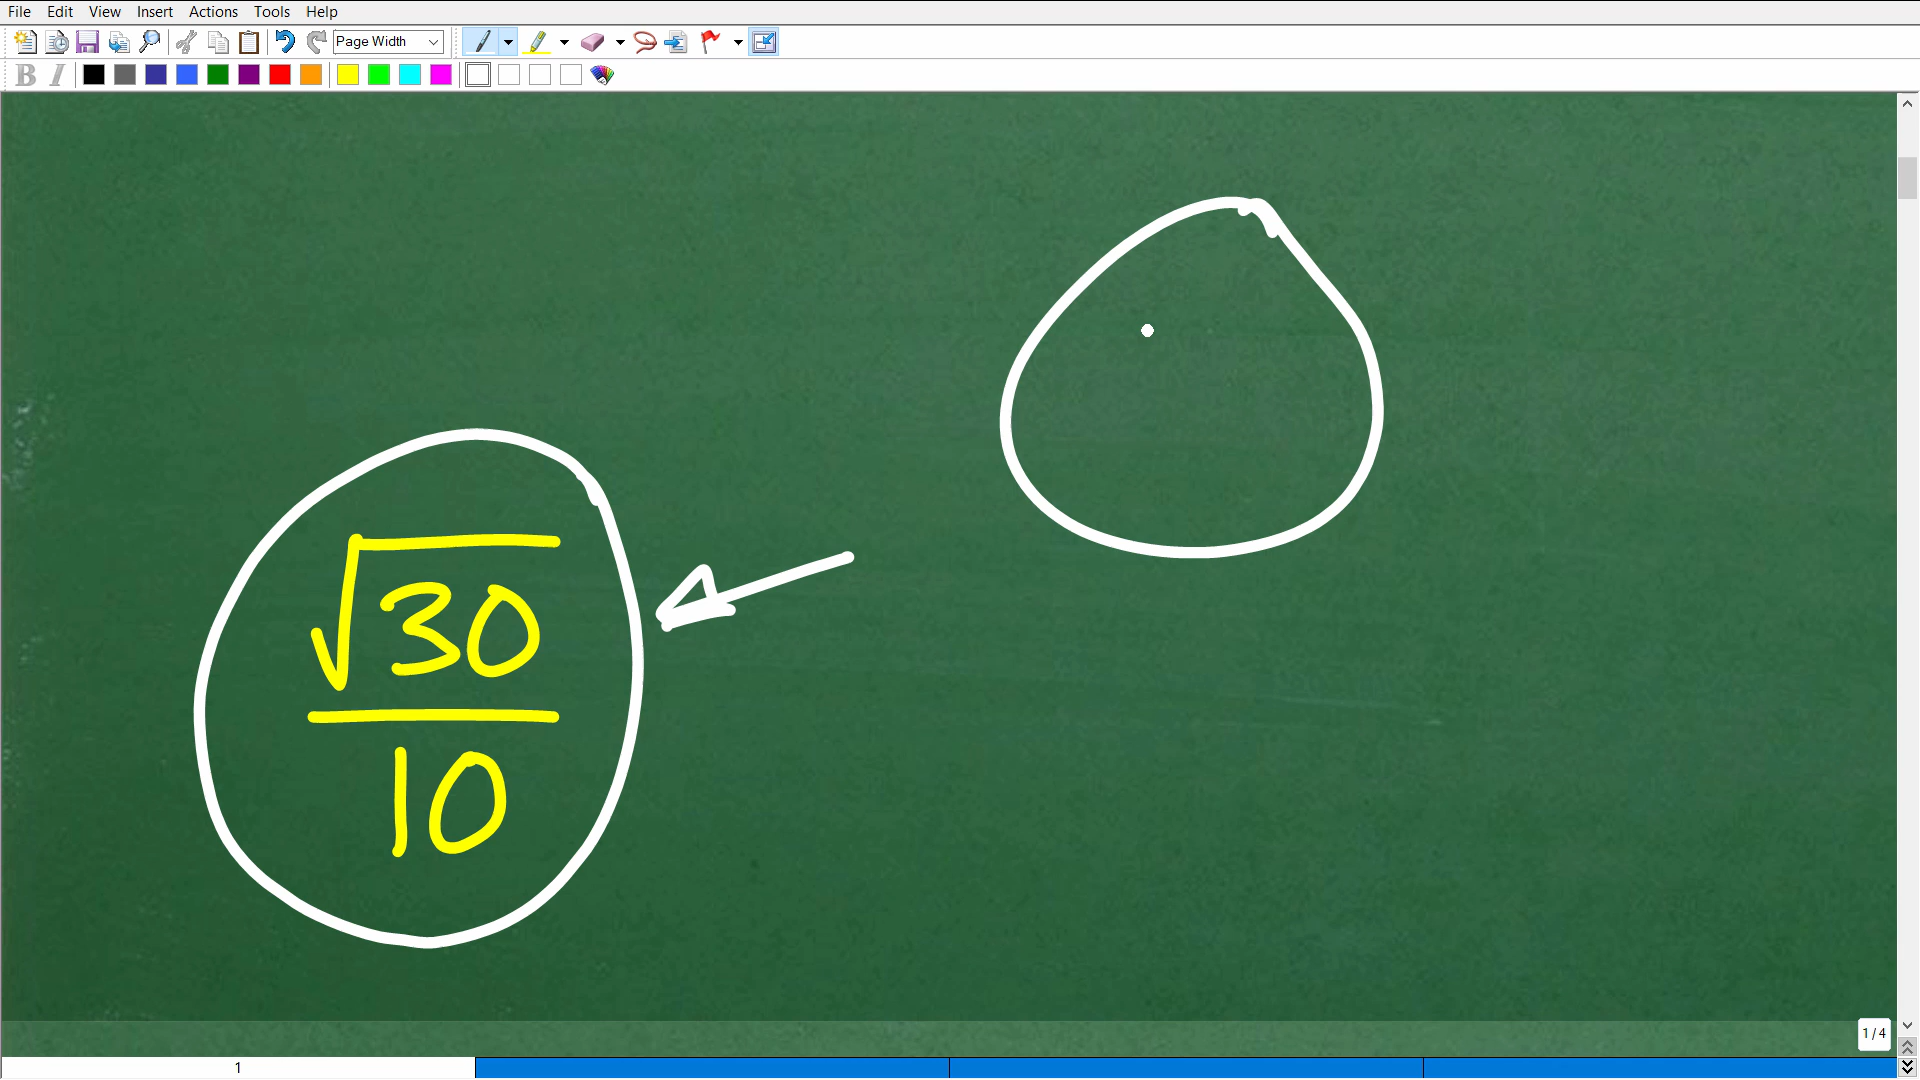 File Edit View Insert Actions Tools Help
Page Width
B I
√30
10
1 / 4
1